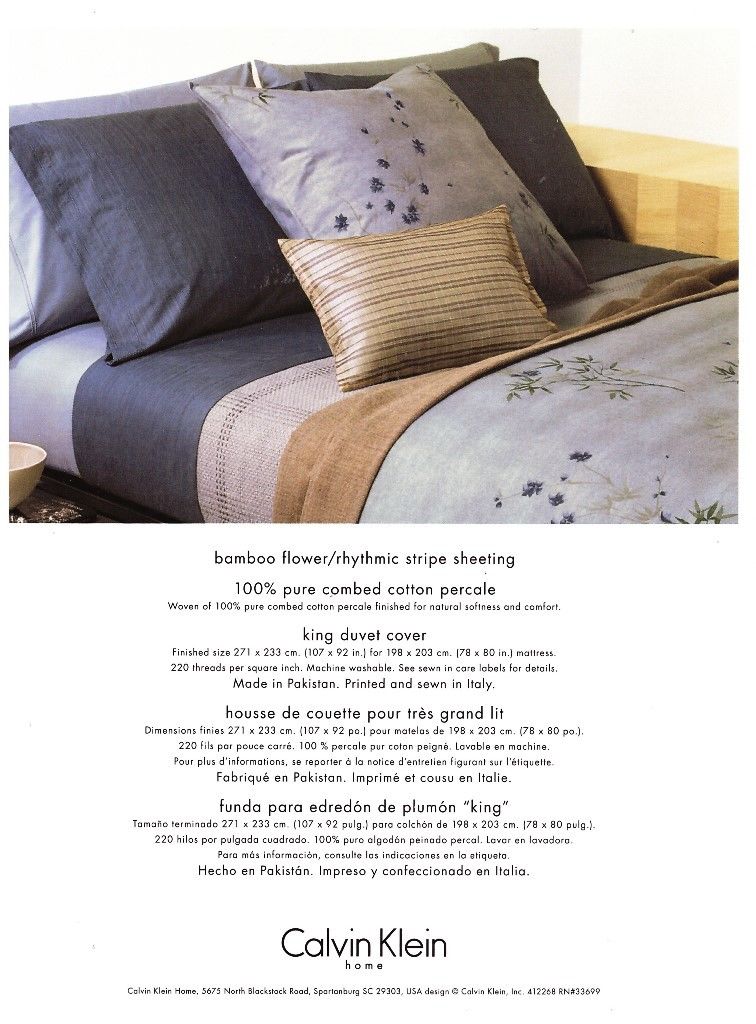 bamboo flower/rhythmic stripe sheeting
100% pure combed cotton percale
Woven of 100% pure combed cotton percale finished for natural softness and comfort.
king duvet cover
Finished size 271 x 233 cm. (107 x 92 in.) for 198 x 203 cm. (78 x 80 in.) mattress.
220 threads per square inch. Machine washable. See sewn in care labels for details.
Made in Pakistan. Printed and sewn in Italy.
housse de couette pour très grand lit
Dimensions finies 271 x 233 cm. (107 x 92 po.) pour matelas de 198 x 203 cm. (78 x 80 po.).
220 fils par pouce carré. 100 % percale pur coton peigné. Lavable en machine.
Pour plus d'informations, se reporter à la notice d'entretien figurant sur l'étiquette.
Fabriqué en Pakistan. Imprimé et cousu en Italie.
funda para edredón de plumón "king"
Tamaño terminado 271 x 233 cm. (107 x 92 pulg.) para colchón de 198 x 203 cm. (78 x 80 pulg.).
220 hilos por pulgada cuadrado. 100% puro algodón peinado percal. Lavar en lavadora.
Para más información, consulte las indicaciones en la etiqueta.
Hecho en Pakistán. Impreso y confeccionado en Italia.
Calvin Klein
home
Calvin Klein Home, 5675 North Blackstock Road, Spartanburg SC 29303, USA design © Calvin Klein, Inc. 412268 RN#33699